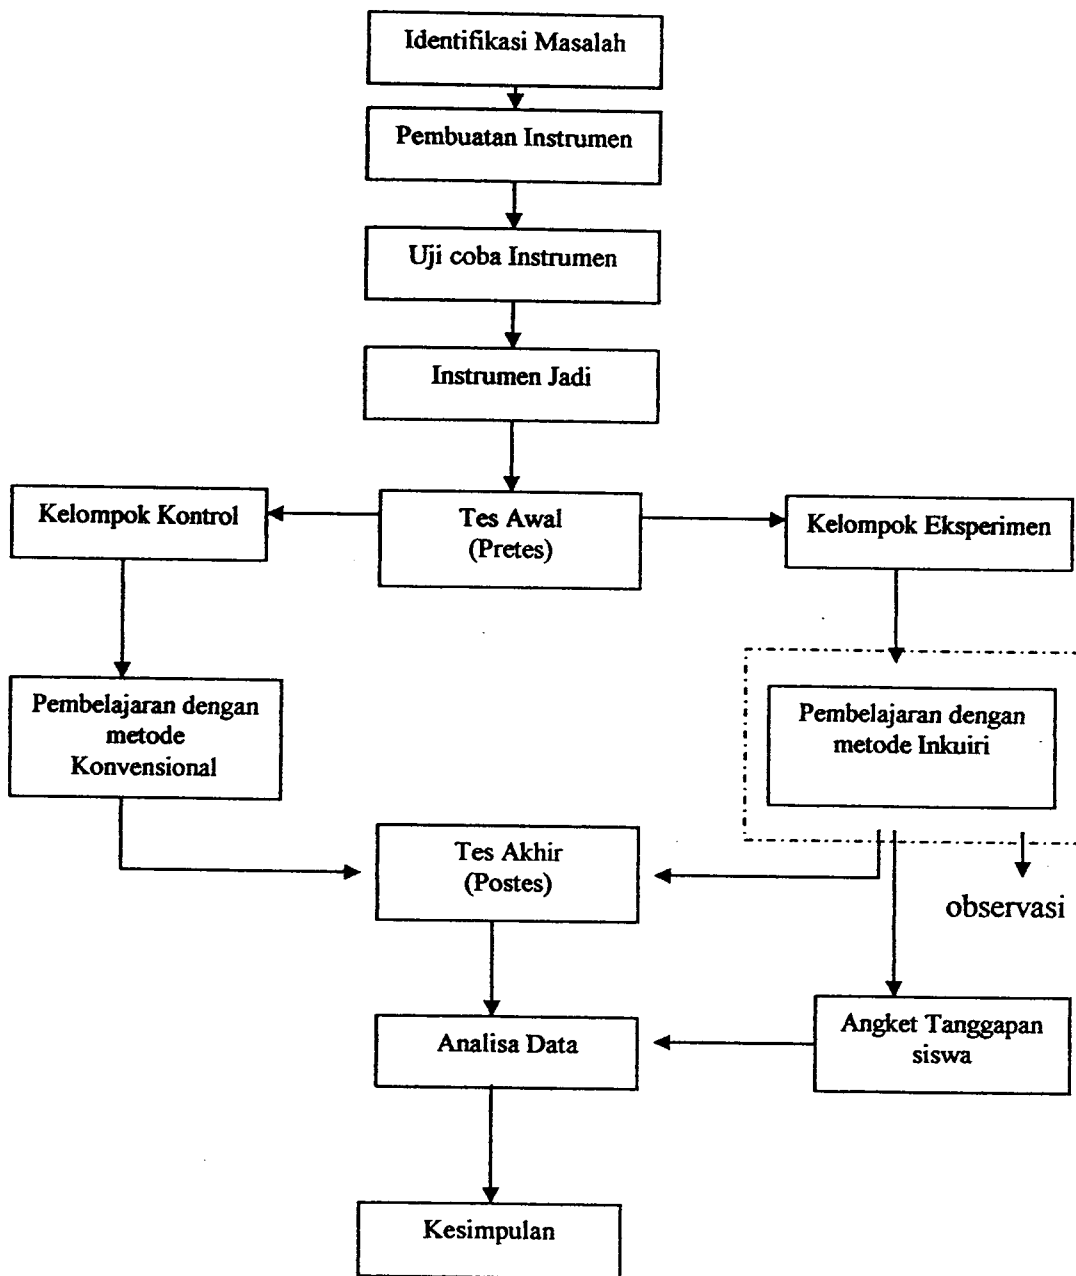 Identifikasi Masalah
Pembuatan Instrumen
Uji coba Instrumen
Instrumen Jadi
Kelompok Kontrol
Tes Awal
(Pretes)
Kelompok Eksperimen
Pembelajaran dengan
metode
Konvensional
Pembelajaran dengan
metode Inkuiri
Tes Akhir
(Postes)
observasi
Analisa Data
Angket Tanggapan
siswa
Kesimpulan